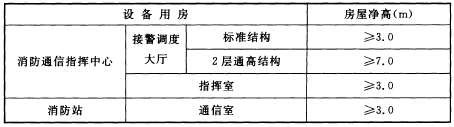 设备用房 房屋净高(m)
消防通信指挥中心 接警调度大厅 标准结构 ≥3.0
2层通高结构 ≥7.0
指挥室 ≥3.0
消防站 通信室 ≥3.0